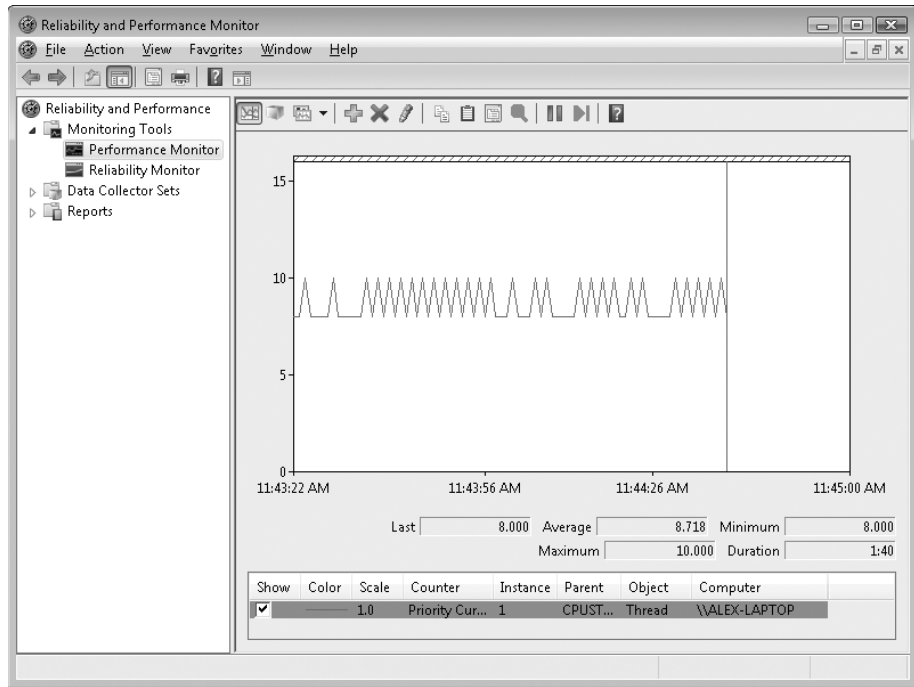 Reliability and Performance Monitor
File Action View Favorites Window Help
Reliability and Performance
Monitoring Tools
Performance Monitor
Reliability Monitor
Data Collector Sets
Reports
15
10
5
0
11:43:22 AM 11:43:56 AM 11:44:26 AM 11:45:00 AM
Last 8.000 Average 8.718 Minimum 8.000
Maximum 10.000 Duration 1:40
Show Color Scale Counter Instance Parent Object Computer
1.0 Priority Cur... 1 CPUST... Thread \\ALEX-LAPTOP